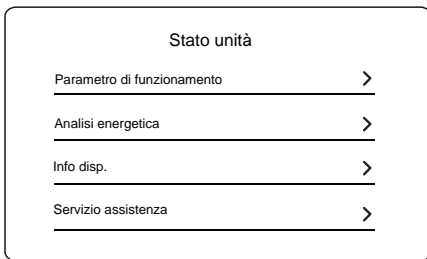 Stato unità
Parametro di funzionamento
Analisi energetica
Info disp.
Servizio assistenza